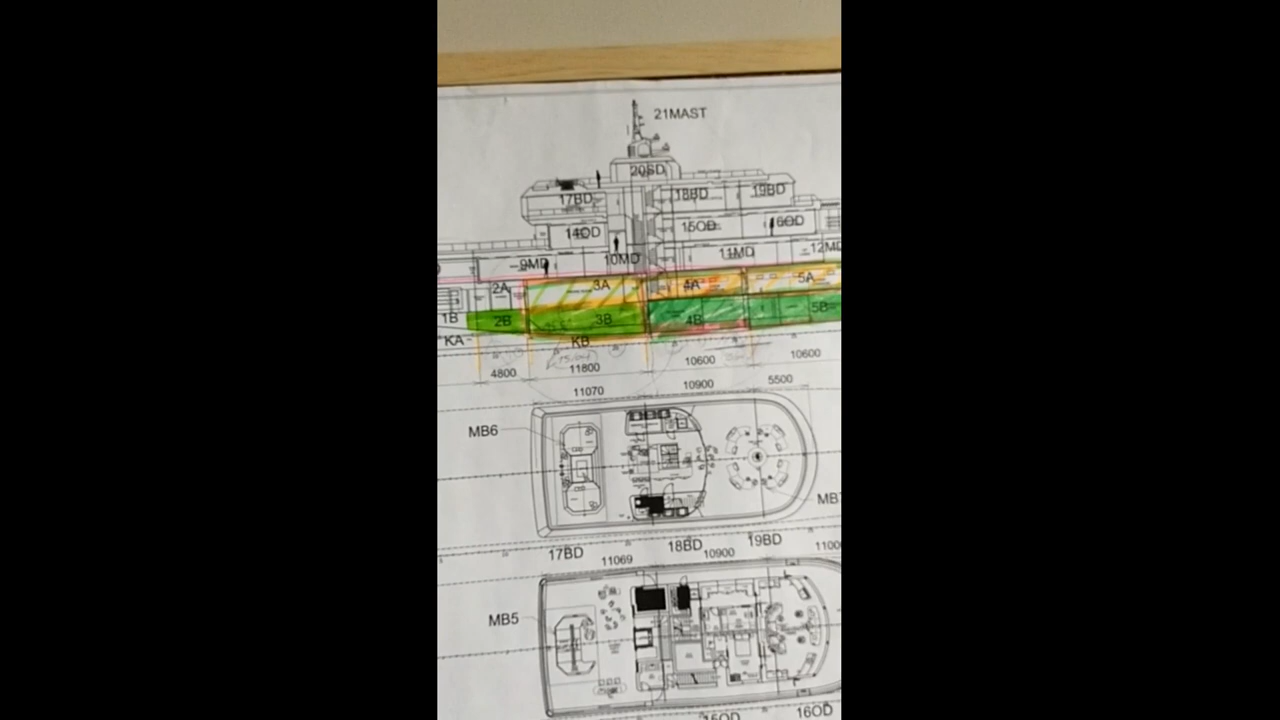 21MAST
20SD
17BD 18BD 19BD
14OD 15OD 16OD
9MD 10MD 11MD 12MD
2A 3A 4A 5A
1B 2B 3B 4B 5B
KA KB
4800 11800 10600 10600
11070 10900 5500
MB6
MB7
17BD 18BD 19BD
11069 10900 1100
MB5
15OD 16OD